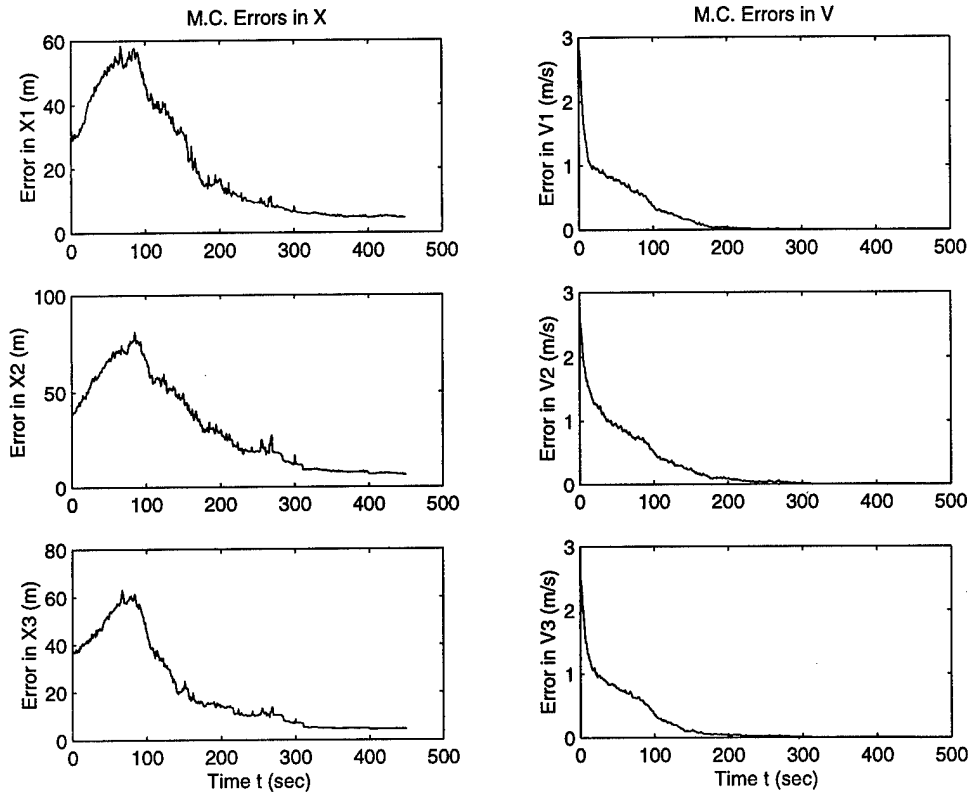 M.C. Errors in X
Error in X1 (m)
60
40
20
0
0 100 200 300 400 500
M.C. Errors in V
Error in V1 (m/s)
3
2
1
0
0 100 200 300 400 500
Error in X2 (m)
100
50
0
0 100 200 300 400 500
Error in V2 (m/s)
3
2
1
0
0 100 200 300 400 500
Error in X3 (m)
80
60
40
20
0
0 100 200 300 400 500
Time t (sec)
Error in V3 (m/s)
3
2
1
0
0 100 200 300 400 500
Time t (sec)